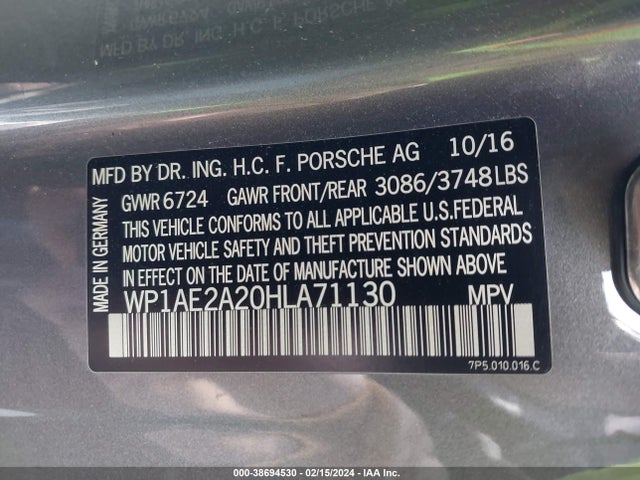 MFD BY DR. ING. H.C. F. PORSCHE AG 10/16
GWR 6724 GAWR FRONT/REAR 3086/3748 LBS
THIS VEHICLE CONFORMS TO ALL APPLICABLE U.S.FEDERAL
MOTOR VEHICLE SAFETY AND THEFT PREVENTION STANDARDS
IN EFFECT ON THE DATE OF MANUFACTURE SHOWN ABOVE
WP1AE2A20HLA71130 MPV
7P5.010.016.C
MADE IN GERMANY
000-38694530 - 02/15/2024 - IAA Inc.